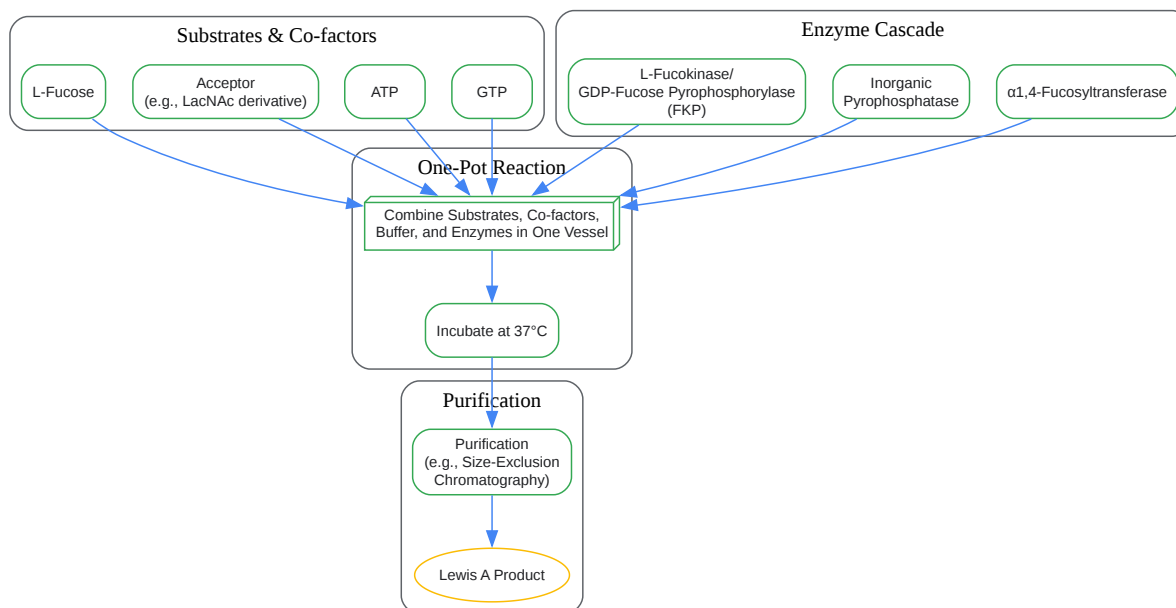 Substrates & Co-factors
Enzyme Cascade
L-Fucose
Acceptor
(e.g., LacNAc derivative)
ATP
GTP
L-Fucokinase/
GDP-Fucose Pyrophosphorylase
(FKP)
Inorganic
Pyrophosphatase
α1,4-Fucosyltransferase
One-Pot Reaction
Combine Substrates, Co-factors,
Buffer, and Enzymes in One Vessel
Incubate at 37°C
Purification
Purification
(e.g., Size-Exclusion
Chromatography)
Lewis A Product